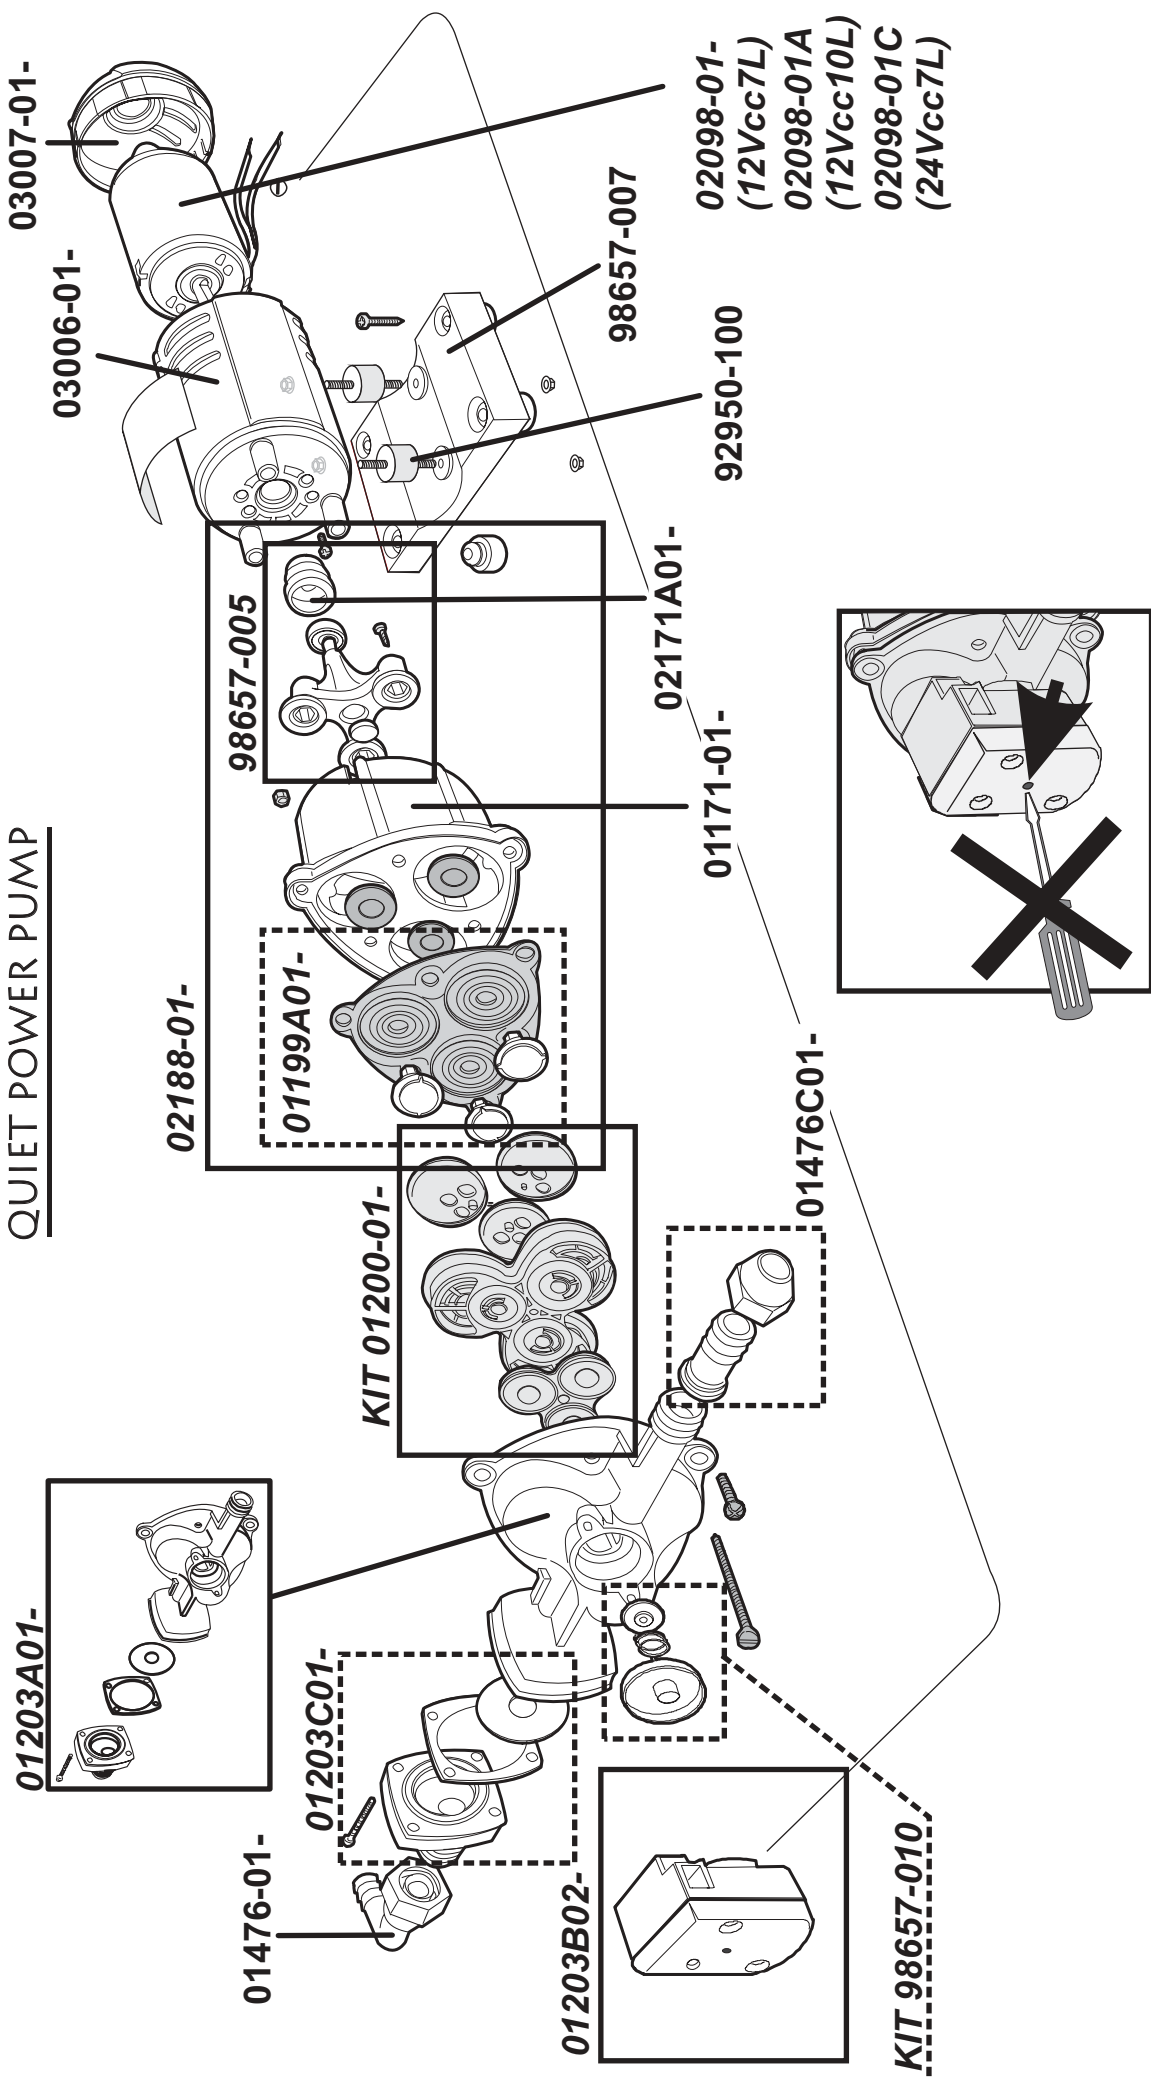 QUIET POWER PUMP
01203A01-
02188-01-
03006-01-
03007-01-
98657-005
01199A01-
KIT 01200-01-
01203C01-
01476-01-
01203B02-
KIT 98657-010
01476C01-
01171-01-
02171A01-
92950-100
98657-007
02098-01-
(12Vcc7L)
02098-01A
(12Vcc10L)
02098-01C
(24Vcc7L)